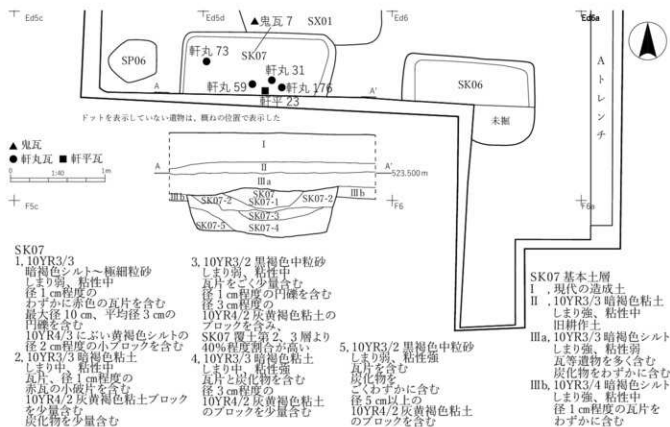 Ed5c
Ed5d
Ed6
Ed6a
▲鬼瓦 7
SX01
SP06
軒丸 73
SK07
軒丸 31
軒丸 59
軒丸 176
軒平 23
A
A'
SK06
未掘
Aトレンチ
ドットを表示していない遺物は、概ねの位置で表示した
▲ 鬼瓦
● 軒丸瓦 ■ 軒平瓦
0 1:40 1m
A
A'
523.500m
Ⅰ
Ⅱ
Ⅲa
Ⅲb
Ⅲb
SK07
SK07-1
SK07-2
SK07-2
SK07-3
SK07-5
SK07-4
F5c
F6
F6a
SK07
1, 10YR3/3
暗褐色シルト～極細粒砂
しまり弱、粘性中
径 1 cm程度の
わずかに赤色の瓦片を含む
最大径 10 cm、平均径 3 cmの
円礫を含む
10YR4/3 にぶい黄褐色シルトの
径 2 cm程度の小ブロックを含む
2, 10YR3/3 暗褐色粘土
しまり中、粘性中
瓦片、径 1 cm程度の
赤瓦の小破片を含む
10YR4/2 灰黄褐色粘土ブロック
を少量含む
炭化物を少量含む
3, 10YR3/2 黒褐色中粒砂
しまり弱、粘性中
瓦片をごく少量含む
径 1 cm程度の円礫を含む
径 3 cm程度の
10YR4/2 灰黄褐色粘土の
ブロックを含み、
SK07 覆土第 2、3 層より
40%程度割合が高い
4, 10YR3/3 暗褐色粘土
しまり中、粘性強
瓦片と炭化物を含む
径 3 cm程度の
10YR4/2 灰黄褐色粘土
のブロックを少量含む
5, 10YR3/2 黒褐色中粒砂
しまり弱、粘性強
瓦片を含む
炭化物を
ごくわずかに含む
径 5 cm以上の
10YR4/2 灰黄褐色粘土
のブロックを含む
SK07 基本土層
Ⅰ , 現代の造成土
Ⅱ , 10YR3/3 暗褐色粘土
しまり強、粘性中
旧耕作土
Ⅲa, 10YR3/3 暗褐色シルト
しまり強、粘性弱
瓦等遺物を多く含む
炭化物をわずかに含む
Ⅲb, 10YR3/4 暗褐色シルト
しまり強、粘性中
径 1 cm程度の瓦片を
わずかに含む